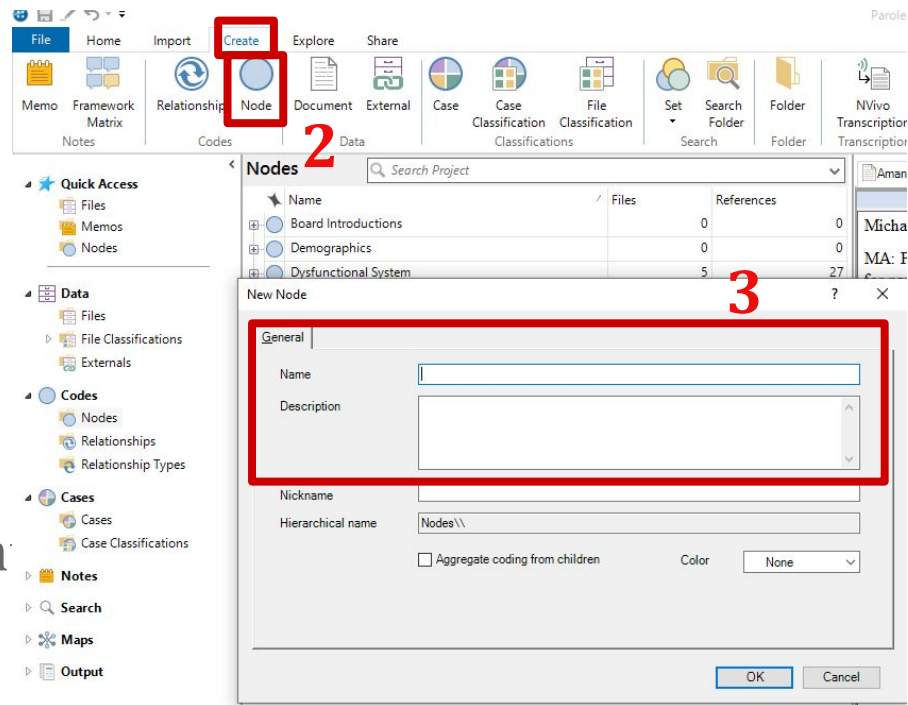 Parole
File Home Import Create Explore Share
Memo Framework Matrix Relationship Node Document External Case Case Classification File Classification Set Search Folder Folder NVivo Transcription
Notes Codes Data Classifications Search Folder Transcription
2
Quick Access
Files
Memos
Nodes
Data
Files
File Classifications
Externals
Codes
Nodes
Relationships
Relationship Types
Cases
Cases
Case Classifications
Notes
Search
Maps
Output
Nodes Search Project
Name Files References
Board Introductions 0 0
Demographics 0 0
Dysfunctional System 5 27
Aman
Micha
MA: F
3
New Node ? X
General
Name
Description
Nickname
Hierarchical name Nodes\\
Aggregate coding from children Color None
OK Cancel